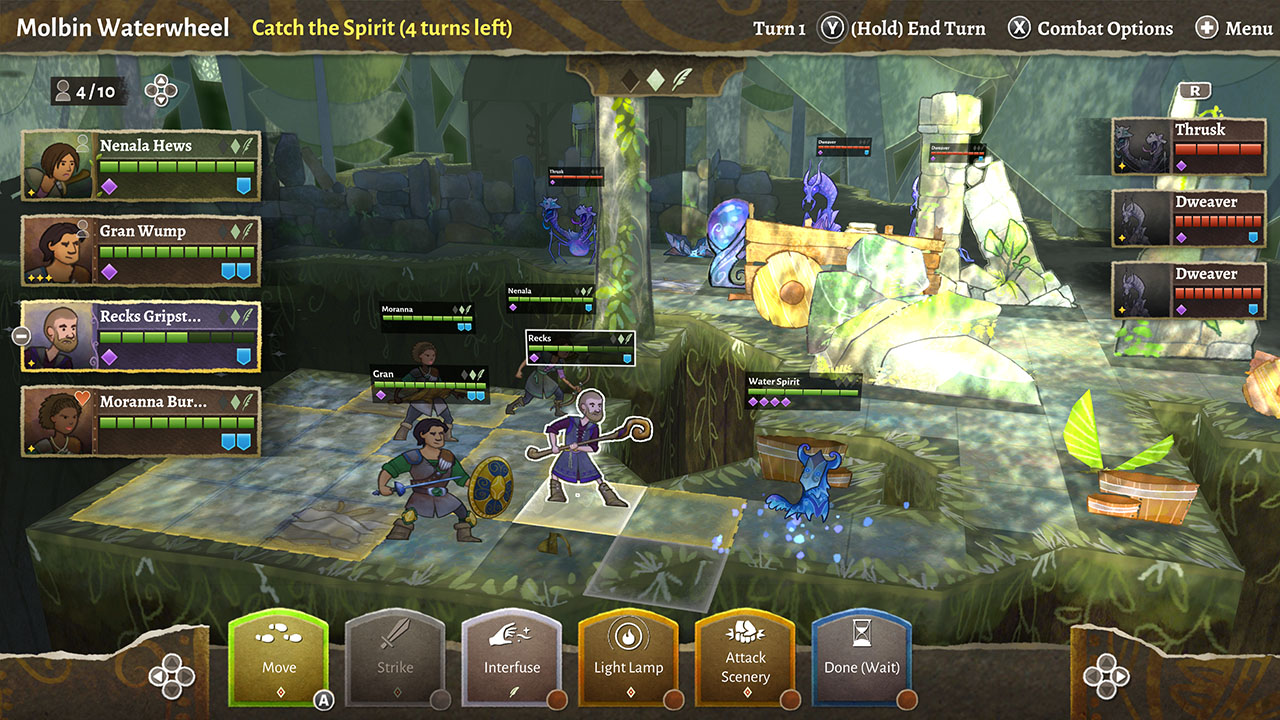 Molbin Waterwheel
Catch the Spirit (4 turns left)
Turn 1
Y
(Hold) End Turn
X
Combat Options
Menu
4/10
R
Nenala Hews
Gran Wump
Recks Gripst...
Moranna Bur...
Thrusk
Dweaver
Dweaver
Thrusk
Dweaver
Dweaver
Nenala
Moranna
Recks
Gran
Water Spirit
Move
A
Strike
Interfuse
Light Lamp
Attack
Scenery
Done (Wait)